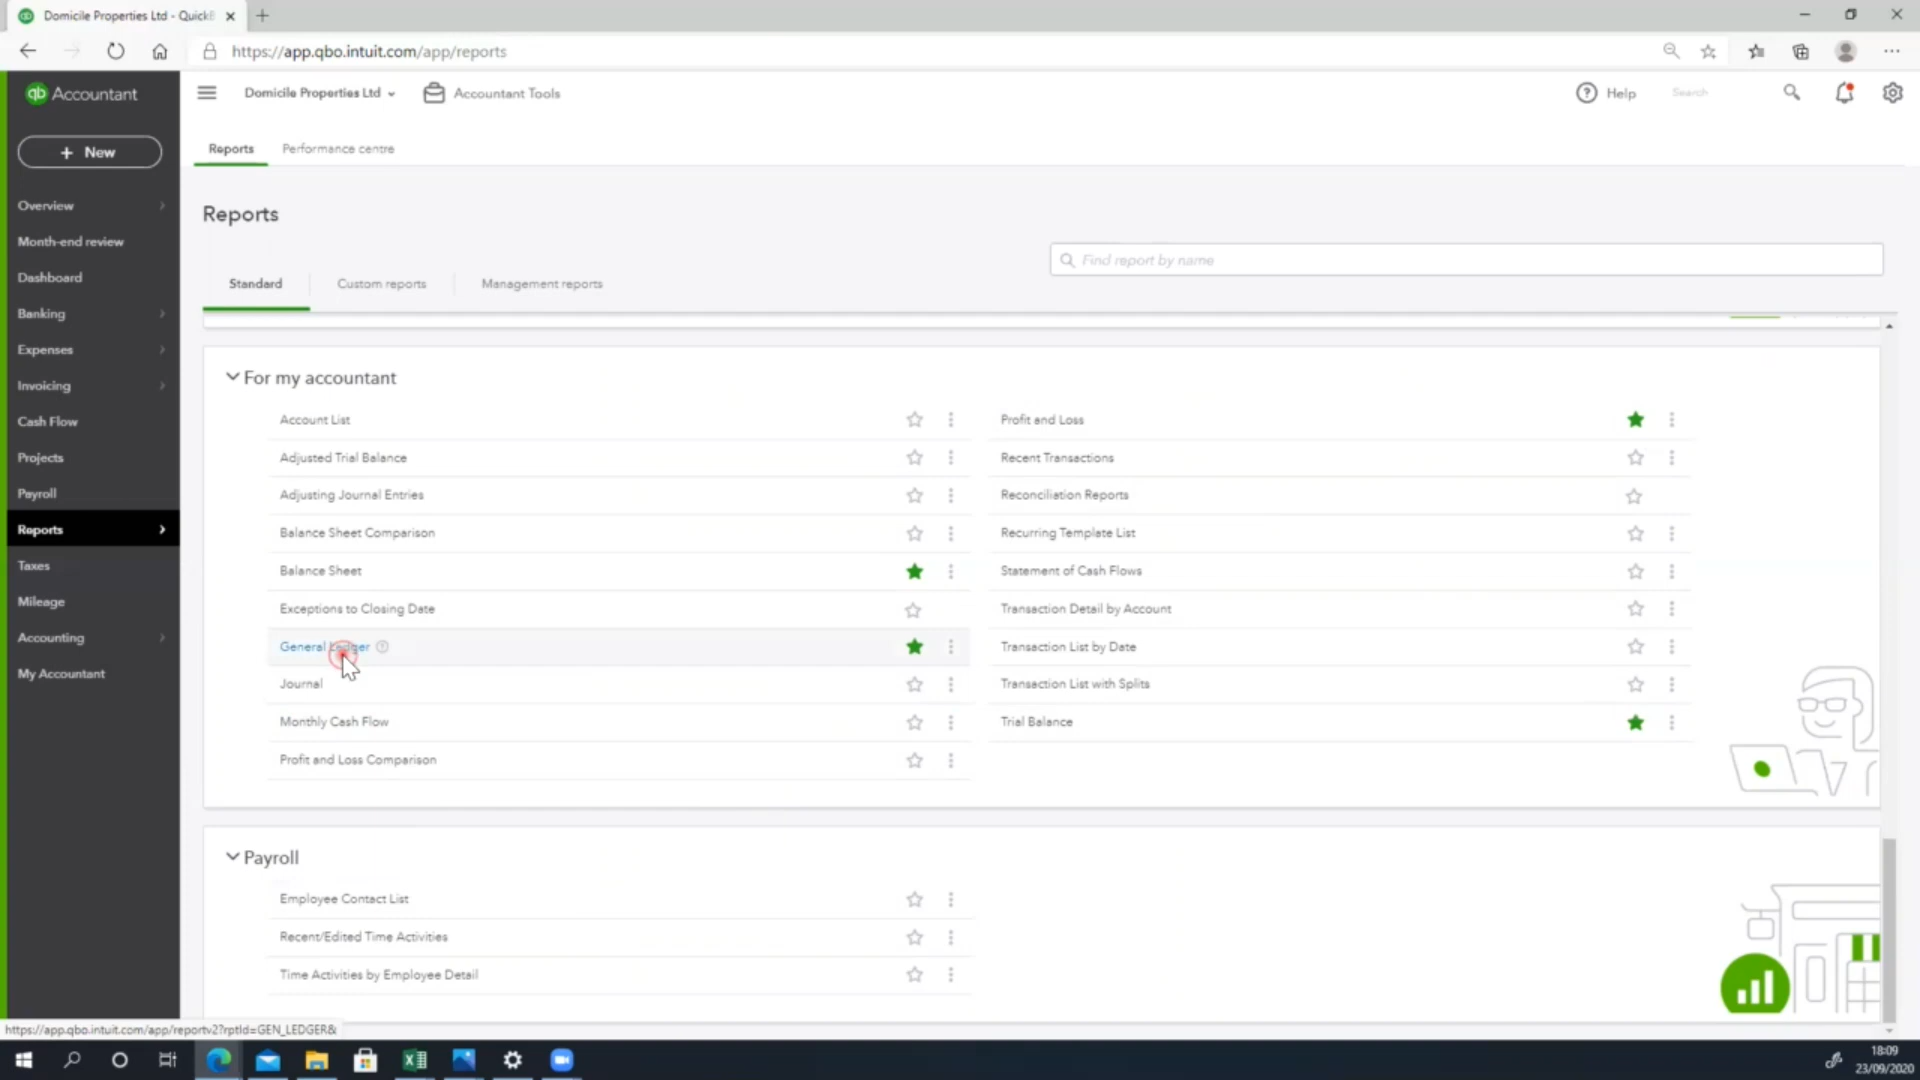 Domicile Properties Ltd - QuickB
https://app.qbo.intuit.com/app/reports
qb Accountant
Domicile Properties Ltd
Accountant Tools
Help
Search
+ New
Reports
Performance centre
Overview
Month-end review
Dashboard
Banking
Expenses
Invoicing
Cash Flow
Projects
Payroll
Reports
Taxes
Mileage
Accounting
My Accountant
Reports
Find report by name
Standard
Custom reports
Management reports
For my accountant
Account List
Adjusted Trial Balance
Adjusting Journal Entries
Balance Sheet Comparison
Balance Sheet
Exceptions to Closing Date
General Ledger
Journal
Monthly Cash Flow
Profit and Loss Comparison
Profit and Loss
Recent Transactions
Reconciliation Reports
Recurring Template List
Statement of Cash Flows
Transaction Detail by Account
Transaction List by Date
Transaction List with Splits
Trial Balance
Payroll
Employee Contact List
Recent/Edited Time Activities
Time Activities by Employee Detail
https://app.qbo.intuit.com/app/reportv2?rptId=GEN_LEDGER&
18:09
23/09/2020